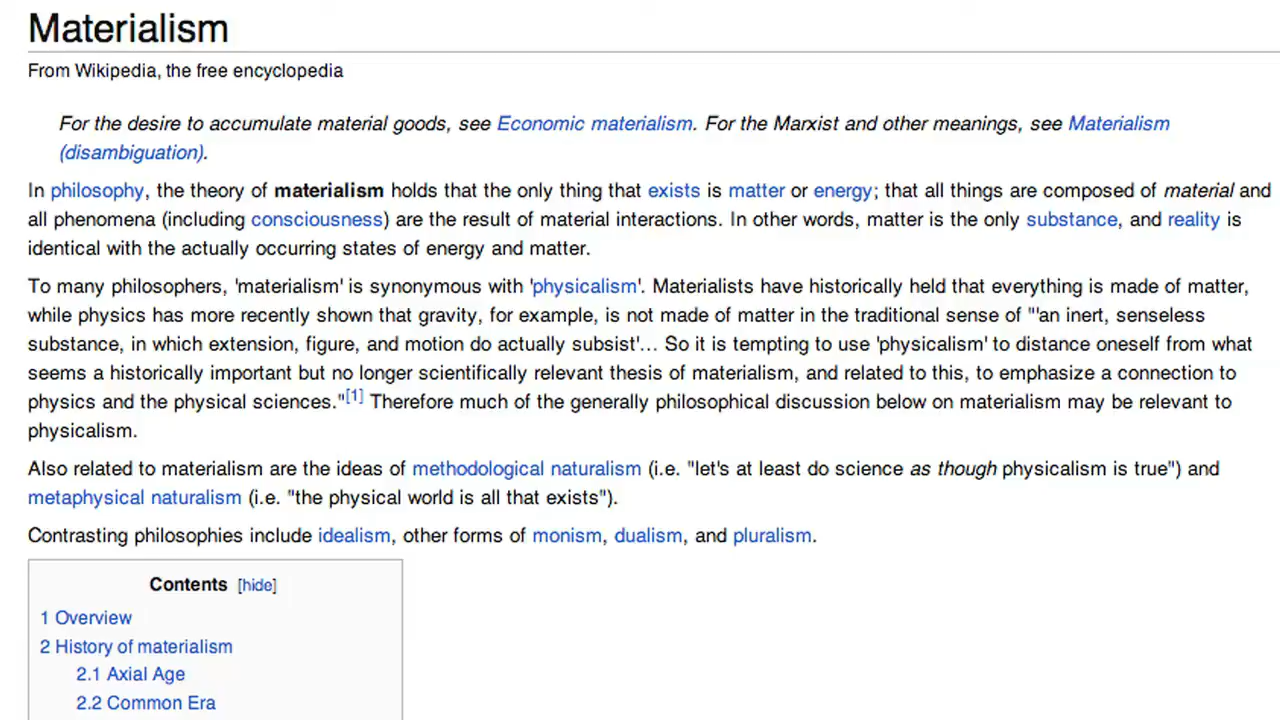 Materialism
From Wikipedia, the free encyclopedia
For the desire to accumulate material goods, see Economic materialism. For the Marxist and other meanings, see Materialism
(disambiguation).
In philosophy, the theory of materialism holds that the only thing that exists is matter or energy; that all things are composed of material and
all phenomena (including consciousness) are the result of material interactions. In other words, matter is the only substance, and reality is
identical with the actually occurring states of energy and matter.
To many philosophers, 'materialism' is synonymous with 'physicalism'. Materialists have historically held that everything is made of matter,
while physics has more recently shown that gravity, for example, is not made of matter in the traditional sense of "'an inert, senseless
substance, in which extension, figure, and motion do actually subsist'... So it is tempting to use 'physicalism' to distance oneself from what
seems a historically important but no longer scientifically relevant thesis of materialism, and related to this, to emphasize a connection to
physics and the physical sciences."[1] Therefore much of the generally philosophical discussion below on materialism may be relevant to
physicalism.
Also related to materialism are the ideas of methodological naturalism (i.e. "let's at least do science as though physicalism is true") and
metaphysical naturalism (i.e. "the physical world is all that exists").
Contrasting philosophies include idealism, other forms of monism, dualism, and pluralism.
Contents [hide]
1 Overview
2 History of materialism
2.1 Axial Age
2.2 Common Era